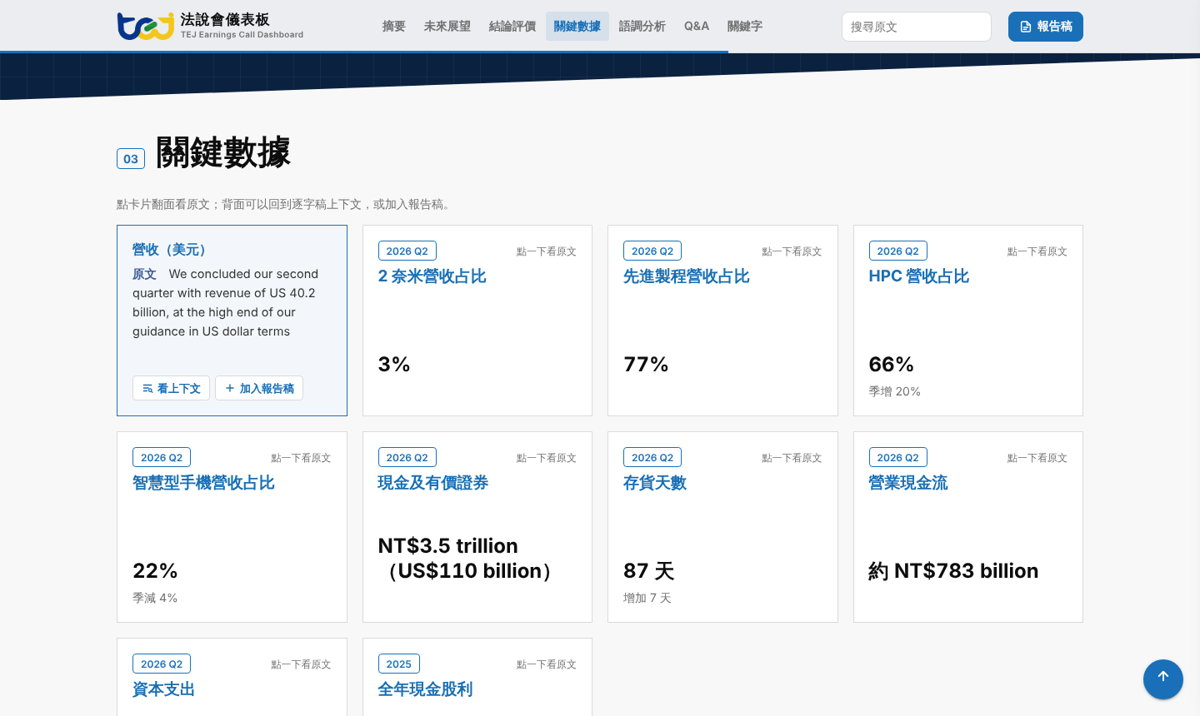 tej
法說會儀表板
TEJ Earnings Call Dashboard
摘要
未來展望
結論評價
關鍵數據
語調分析
Q&A
關鍵字
搜尋原文
報告稿
03
關鍵數據
點卡片翻面看原文；背面可以回到逐字稿上下文，或加入報告稿。
營收（美元）
原文 We concluded our second
quarter with revenue of US 40.2
billion, at the high end of our
guidance in US dollar terms
看上下文
加入報告稿
2026 Q2
點一下看原文
2 奈米營收占比
3%
2026 Q2
點一下看原文
先進製程營收占比
77%
2026 Q2
點一下看原文
HPC 營收占比
66%
季增 20%
2026 Q2
點一下看原文
智慧型手機營收占比
22%
季減 4%
2026 Q2
點一下看原文
現金及有價證券
NT$3.5 trillion
（US$110 billion）
2026 Q2
點一下看原文
存貨天數
87 天
增加 7 天
2026 Q2
點一下看原文
營業現金流
約 NT$783 billion
2026 Q2
點一下看原文
資本支出
2025
點一下看原文
全年現金股利